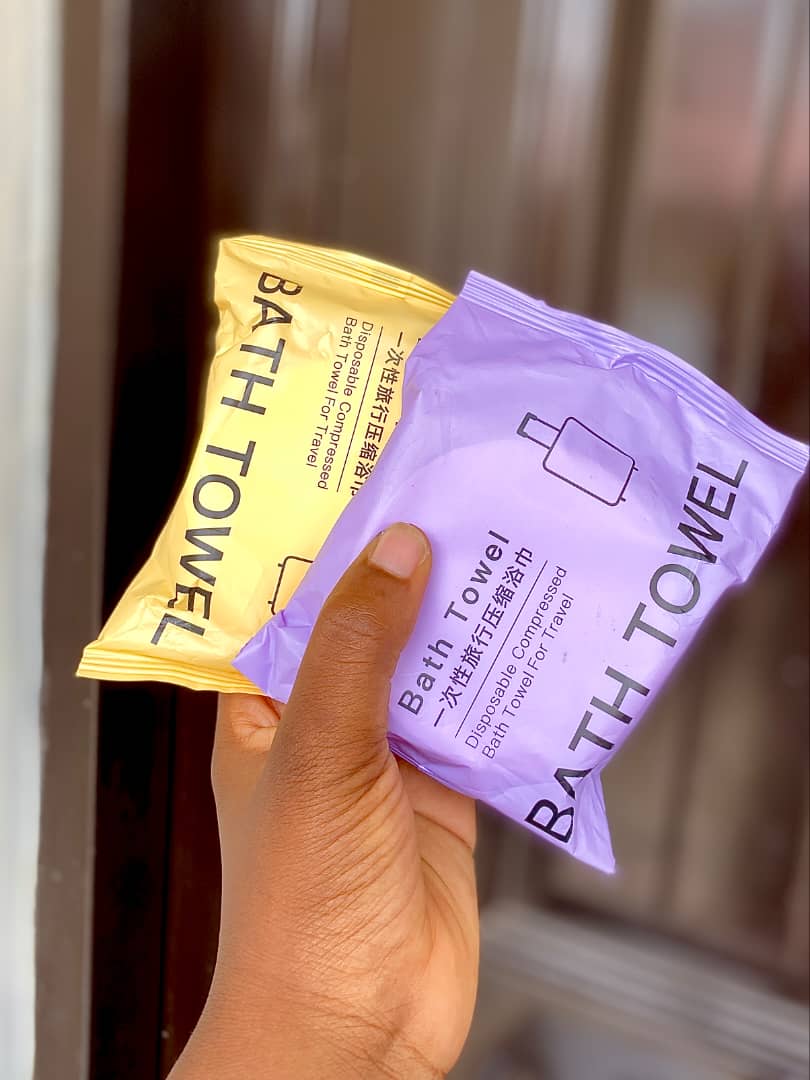 BATH TOWEL
一次性旅行压缩浴巾
Disposable Compressed
Bath Towel For Travel
Bath Towel
一次性旅行压缩浴巾
Disposable Compressed
Bath Towel For Travel
BATH TOWEL